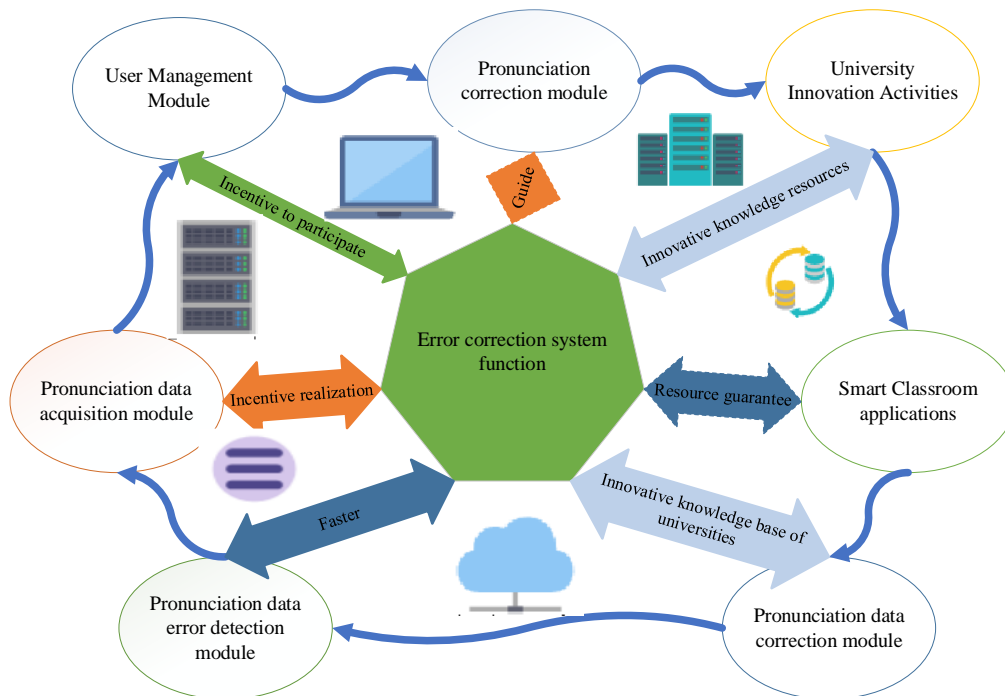 User Management
Module
Pronunciation
correction module
University
Innovation Activities
Guide
Incentive to participate
Innovative knowledge resources
Error correction system
function
Pronunciation data
acquisition module
Incentive realization
Resource guarantee
Smart Classroom
applications
Faster
Innovative knowledge base of
universities
Pronunciation data
error detection
module
Pronunciation data
correction module